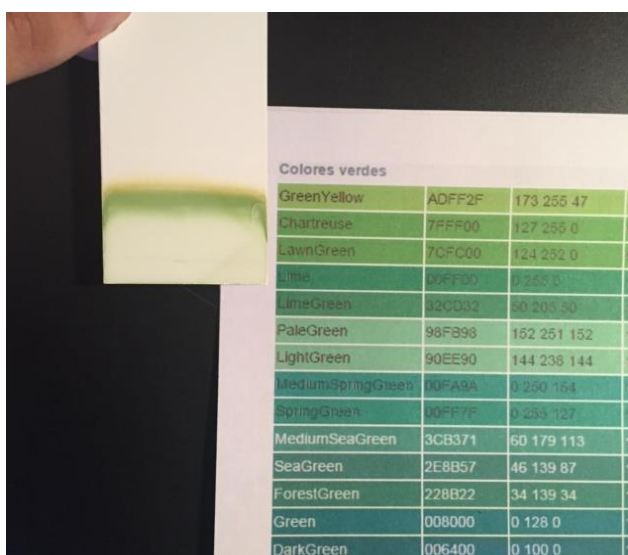 Colores verdes
GreenYellow ADFF2F 173 255 47
Chartreuse 7FFF00 127 255 0
LawnGreen 7CFC00 124 252 0
Lime 00FF00 0 255 0
LimeGreen 32CD32 50 205 50
PaleGreen 98FB98 152 251 152
LightGreen 90EE90 144 238 144
MediumSpringGreen 00FA9A 0 250 154
SpringGreen 00FF7F 0 255 127
MediumSeaGreen 3CB371 60 179 113
SeaGreen 2E8B57 46 139 87
ForestGreen 228B22 34 139 34
Green 008000 0 128 0
DarkGreen 006400 0 100 0